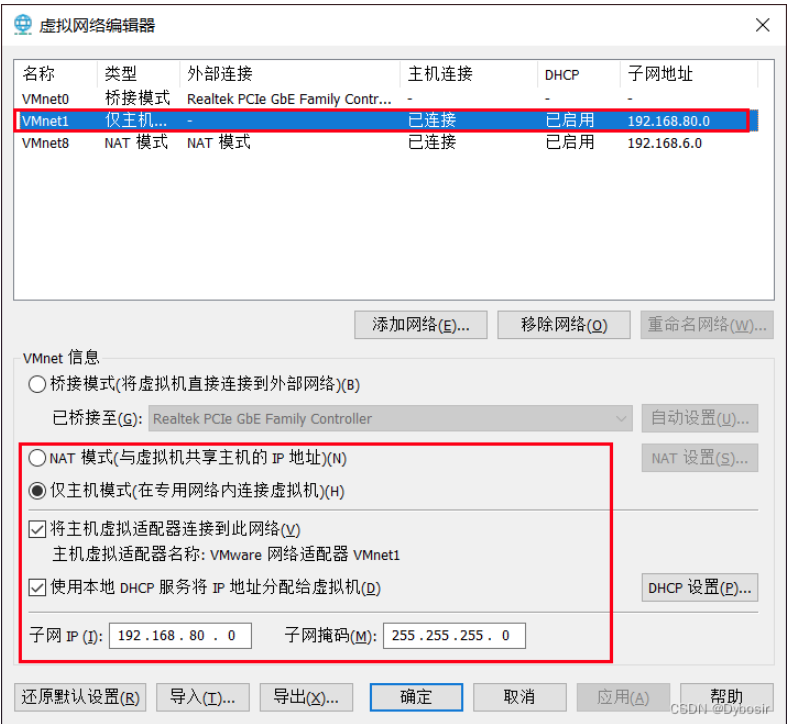 虚拟网络编辑器
名称 类型 外部连接 主机连接 DHCP 子网地址
VMnet0 桥接模式 Realtek PCIe GbE Family Contr... - - -
VMnet1 仅主机... - 已连接 已启用 192.168.80.0
VMnet8 NAT 模式 NAT 模式 已连接 已启用 192.168.6.0
添加网络(E)... 移除网络(O) 重命名网络(W)...
VMnet 信息
桥接模式(将虚拟机直接连接到外部网络)(B)
已桥接至(G): Realtek PCIe GbE Family Controller 自动设置(U)...
NAT 模式(与虚拟机共享主机的 IP 地址)(N) NAT 设置(S)...
仅主机模式(在专用网络内连接虚拟机)(H)
将主机虚拟适配器连接到此网络(V)
主机虚拟适配器名称: VMware 网络适配器 VMnet1
使用本地 DHCP 服务将 IP 地址分配给虚拟机(D) DHCP 设置(P)...
子网 IP (I): 192.168.80.0 子网掩码(M): 255.255.255.0
还原默认设置(R) 导入(T)... 导出(X)... 确定 取消 应用(A) 帮助
CSDN @Dybosir